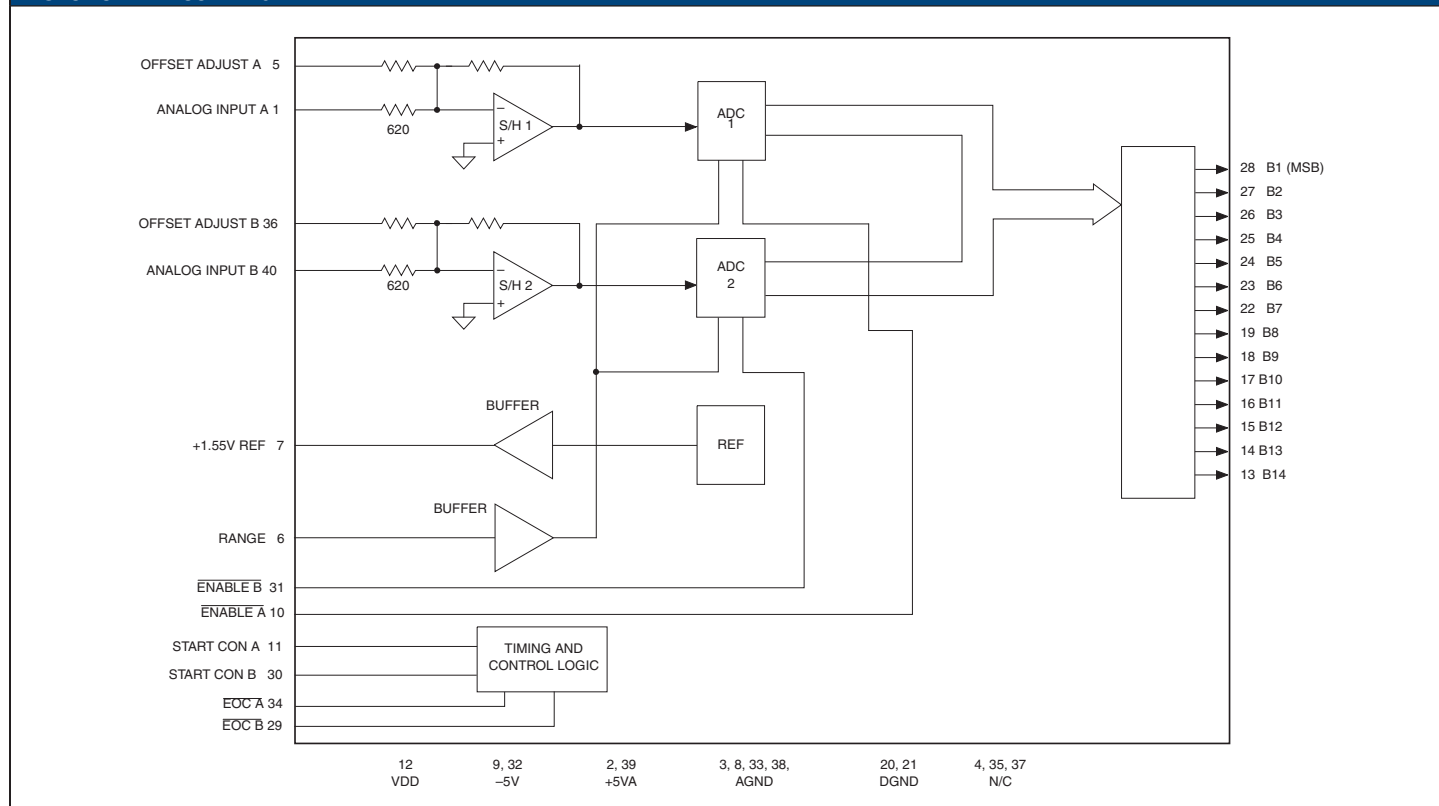 OFFSET ADJUST A 5
ANALOG INPUT A 1
620
S/H 1
−
+
ADC
1
OFFSET ADJUST B 36
ANALOG INPUT B 40
620
S/H 2
−
+
ADC
2
28 B1 (MSB)
27 B2
26 B3
25 B4
24 B5
23 B6
22 B7
19 B8
18 B9
17 B10
16 B11
15 B12
14 B13
13 B14
BUFFER
+1.55V REF 7
REF
BUFFER
RANGE 6
ENABLE B 31
ENABLE A 10
START CON A 11
START CON B 30
TIMING AND
CONTROL LOGIC
EOC A 34
EOC B 29
12
VDD
9, 32
–5V
2, 39
+5VA
3, 8, 33, 38,
AGND
20, 21
DGND
4, 35, 37
N/C